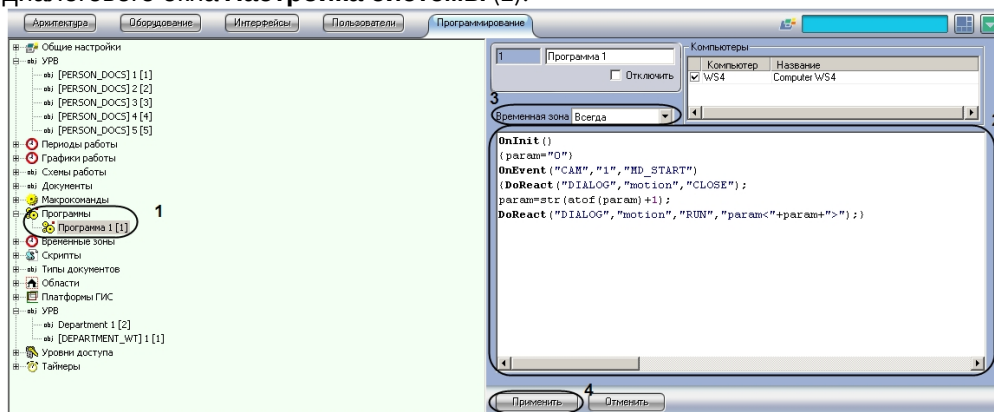 диалогового окна Настройка системы (2).
Архитектура Оборудование Интерфейсы Пользователи Программирование
Общие настройки
УРВ
[PERSON_DOCS] 1 [1]
[PERSON_DOCS] 2 [2]
[PERSON_DOCS] 3 [3]
[PERSON_DOCS] 4 [4]
[PERSON_DOCS] 5 [5]
Периоды работы
Графики работы
Схемы работы
Документы
Макрокоманды
Программы
1
Программа 1 [1]
Временные зоны
Скрипты
Типы документов
Области
Платформы ГИС
УРВ
Department 1 [2]
[DEPARTMENT_WT] 1 [1]
Уровни доступа
Таймеры
1 Программа 1
Отключить
Компьютеры
Компьютер Название
WS4 Computer WS4
3
Временная зона Всегда
OnInit()
{param="0"}
OnEvent("CAM","1","MD_START")
{DoReact("DIALOG","motion","CLOSE");
param=str(atof(param)+1);
DoReact("DIALOG","motion","RUN","param<"+param+">");}
4
Применить Отменить